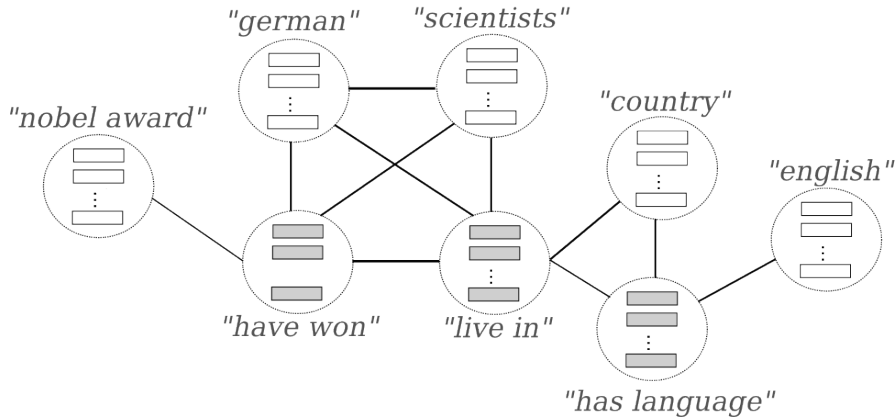 "german"
"scientists"
"nobel award"
"country"
"english"
"have won"
"live in"
"has language"